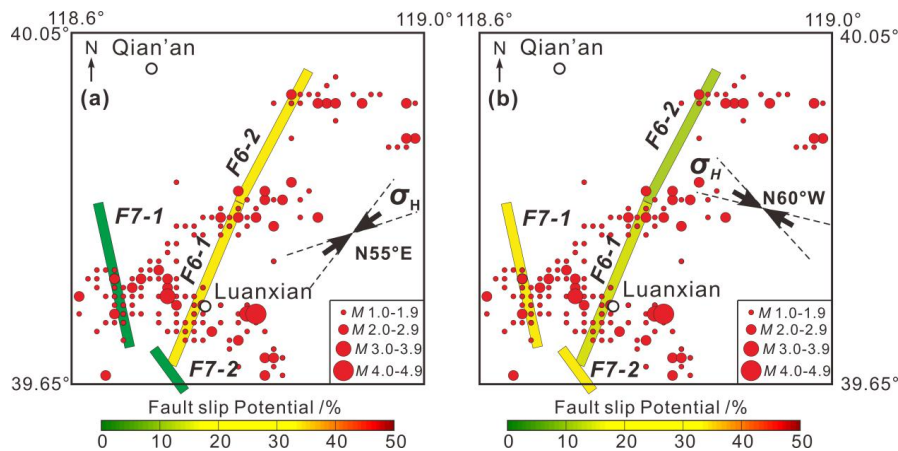 118.6° 119.0° 118.6° 119.0°
40.05° 40.05°
N Qian'an
(a)
F6-2
σH
F7-1
N55°E
F6-1
Luanxian
M 1.0-1.9
M 2.0-2.9
M 3.0-3.9
M 4.0-4.9
F7-2
39.65°
Fault slip Potential /%
0 10 20 30 40 50
N Qian'an
(b)
F6-2
σH
N60°W
F7-1
F6-1
Luanxian
M 1.0-1.9
M 2.0-2.9
M 3.0-3.9
M 4.0-4.9
F7-2
39.65°
Fault slip Potential /%
0 10 20 30 40 50